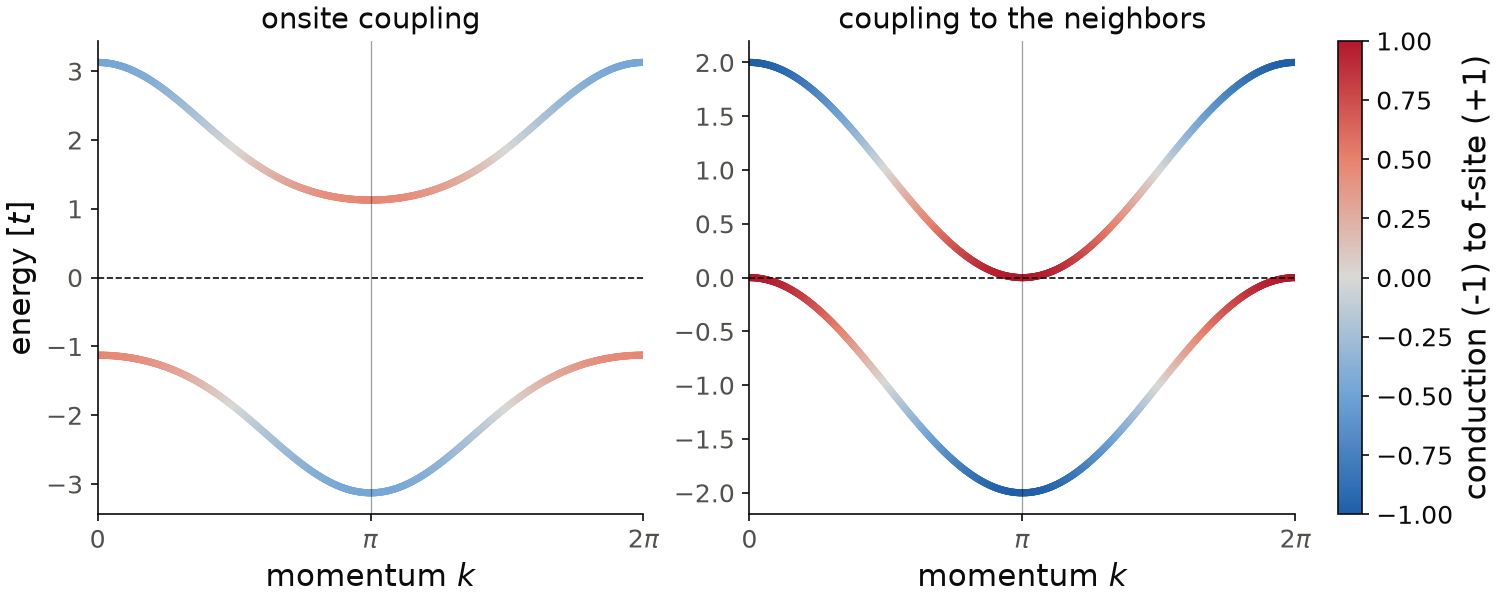 onsite coupling
energy [t]
3
2
1
0
−1
−2
−3
0
π
2π
momentum k
coupling to the neighbors
2.0
1.5
1.0
0.5
0.0
−0.5
−1.0
−1.5
−2.0
0
π
2π
momentum k
1.00
0.75
0.50
0.25
0.00
−0.25
−0.50
−0.75
−1.00
conduction (-1) to f-site (+1)